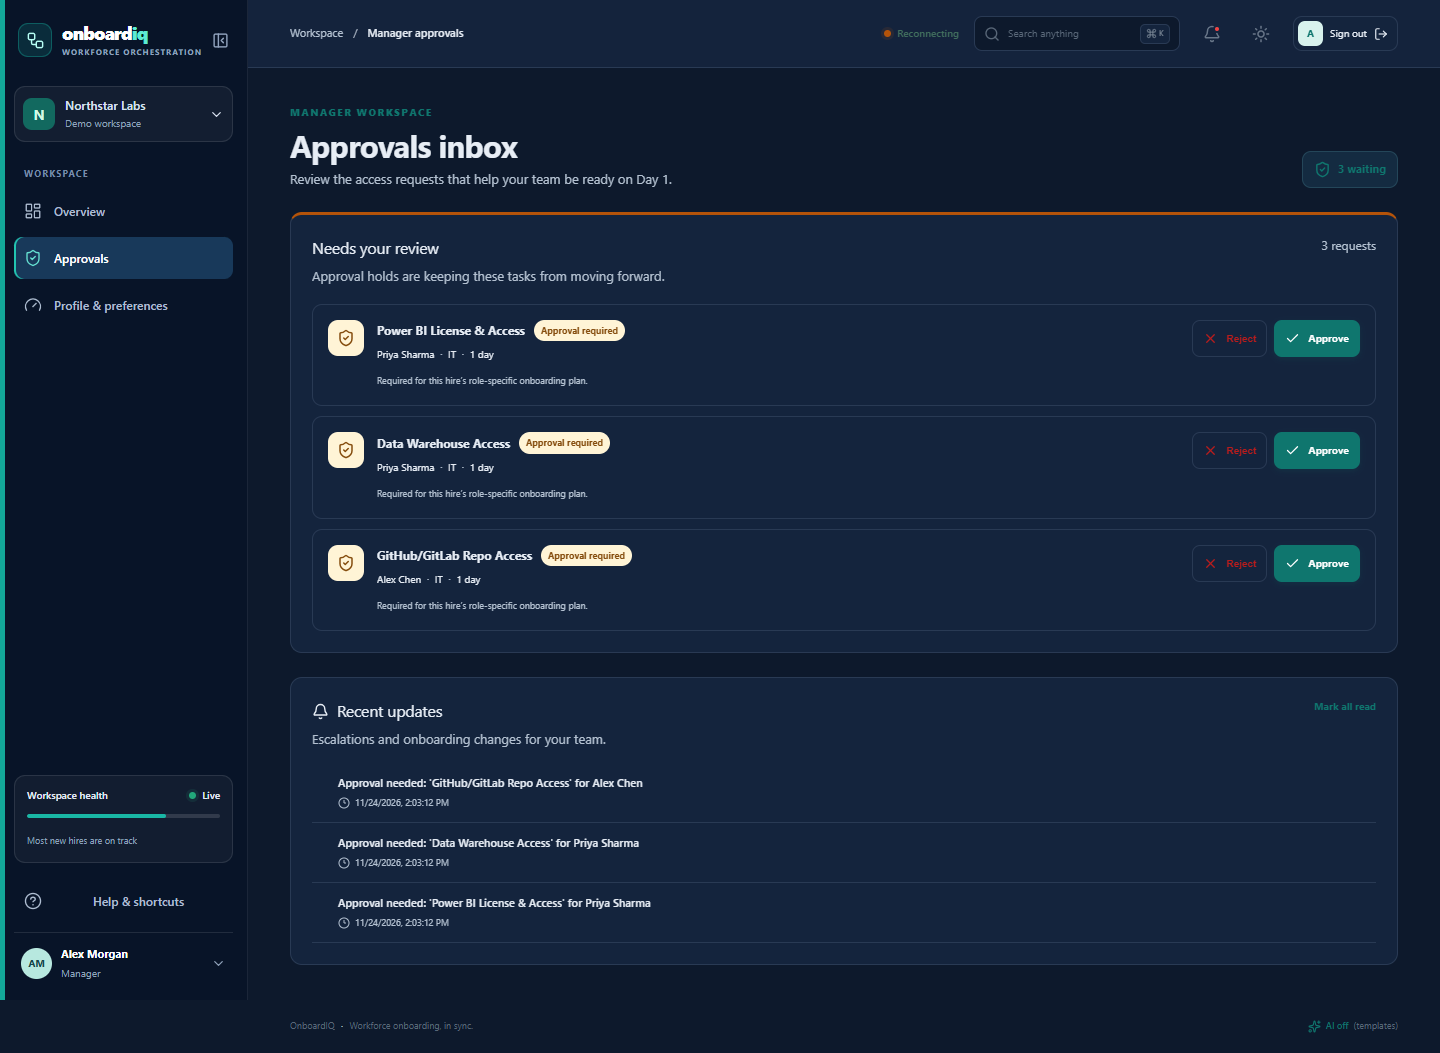 onboardiq
WORKFORCE ORCHESTRATION
N
Northstar Labs
Demo workspace
WORKSPACE
Overview
Approvals
Profile & preferences
Workspace health
Live
Most new hires are on track
Help & shortcuts
AM
Alex Morgan
Manager
Workspace / Manager approvals
Reconnecting
Search anything
⌘ K
A
Sign out
MANAGER WORKSPACE
Approvals inbox
Review the access requests that help your team be ready on Day 1.
3 waiting
Needs your review
3 requests
Approval holds are keeping these tasks from moving forward.
Power BI License & Access
Approval required
Priya Sharma · IT · 1 day
Required for this hire's role-specific onboarding plan.
Reject
Approve
Data Warehouse Access
Approval required
Priya Sharma · IT · 1 day
Required for this hire's role-specific onboarding plan.
Reject
Approve
GitHub/GitLab Repo Access
Approval required
Alex Chen · IT · 1 day
Required for this hire's role-specific onboarding plan.
Reject
Approve
Recent updates
Mark all read
Escalations and onboarding changes for your team.
Approval needed: 'GitHub/GitLab Repo Access' for Alex Chen
11/24/2026, 2:03:12 PM
Approval needed: 'Data Warehouse Access' for Priya Sharma
11/24/2026, 2:03:12 PM
Approval needed: 'Power BI License & Access' for Priya Sharma
11/24/2026, 2:03:12 PM
OnboardIQ · Workforce onboarding, in sync.
AI off (templates)